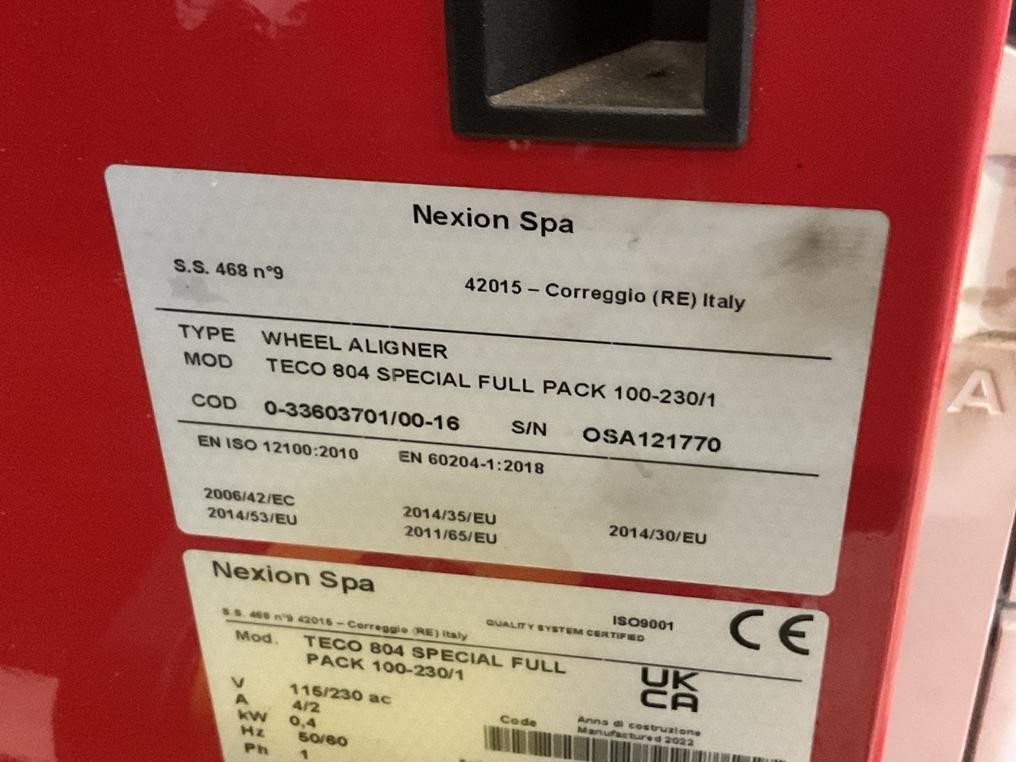 Nexion Spa
S.S. 468 n°9 42015 – Correggio (RE) Italy
TYPE WHEEL ALIGNER
MOD TECO 804 SPECIAL FULL PACK 100-230/1
COD 0-33603701/00-16 S/N OSA121770
EN ISO 12100:2010 EN 60204-1:2018
2006/42/EC 2014/35/EU 2014/30/EU
2014/53/EU 2011/65/EU
Nexion Spa
S.S. 468 n°9 42015 – Correggio (RE) Italy QUALITY SYSTEM CERTIFIED ISO9001 CE
Mod. TECO 804 SPECIAL FULL
PACK 100-230/1
UK
CA
V 115/230 ac
A 4/2
kW 0,4
Hz 50/60
Ph 1
Code Anno di costruzione
Manufactured 2022
A